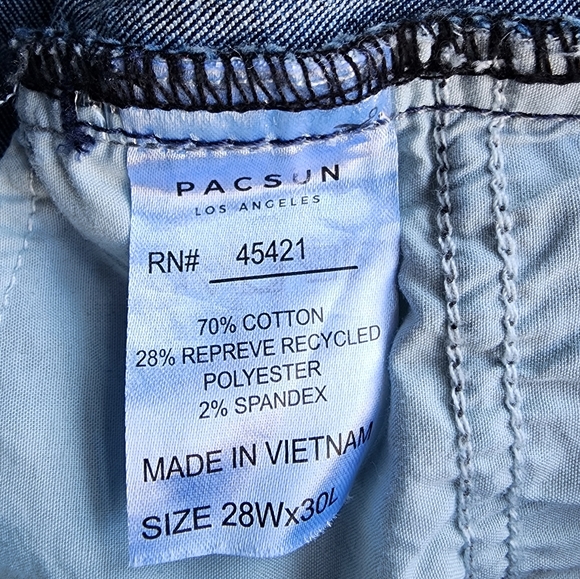 PACSUN
LOS ANGELES
RN# 45421
70% COTTON
28% REPREVE RECYCLED
POLYESTER
2% SPANDEX
MADE IN VIETNAM
SIZE 28Wx30L